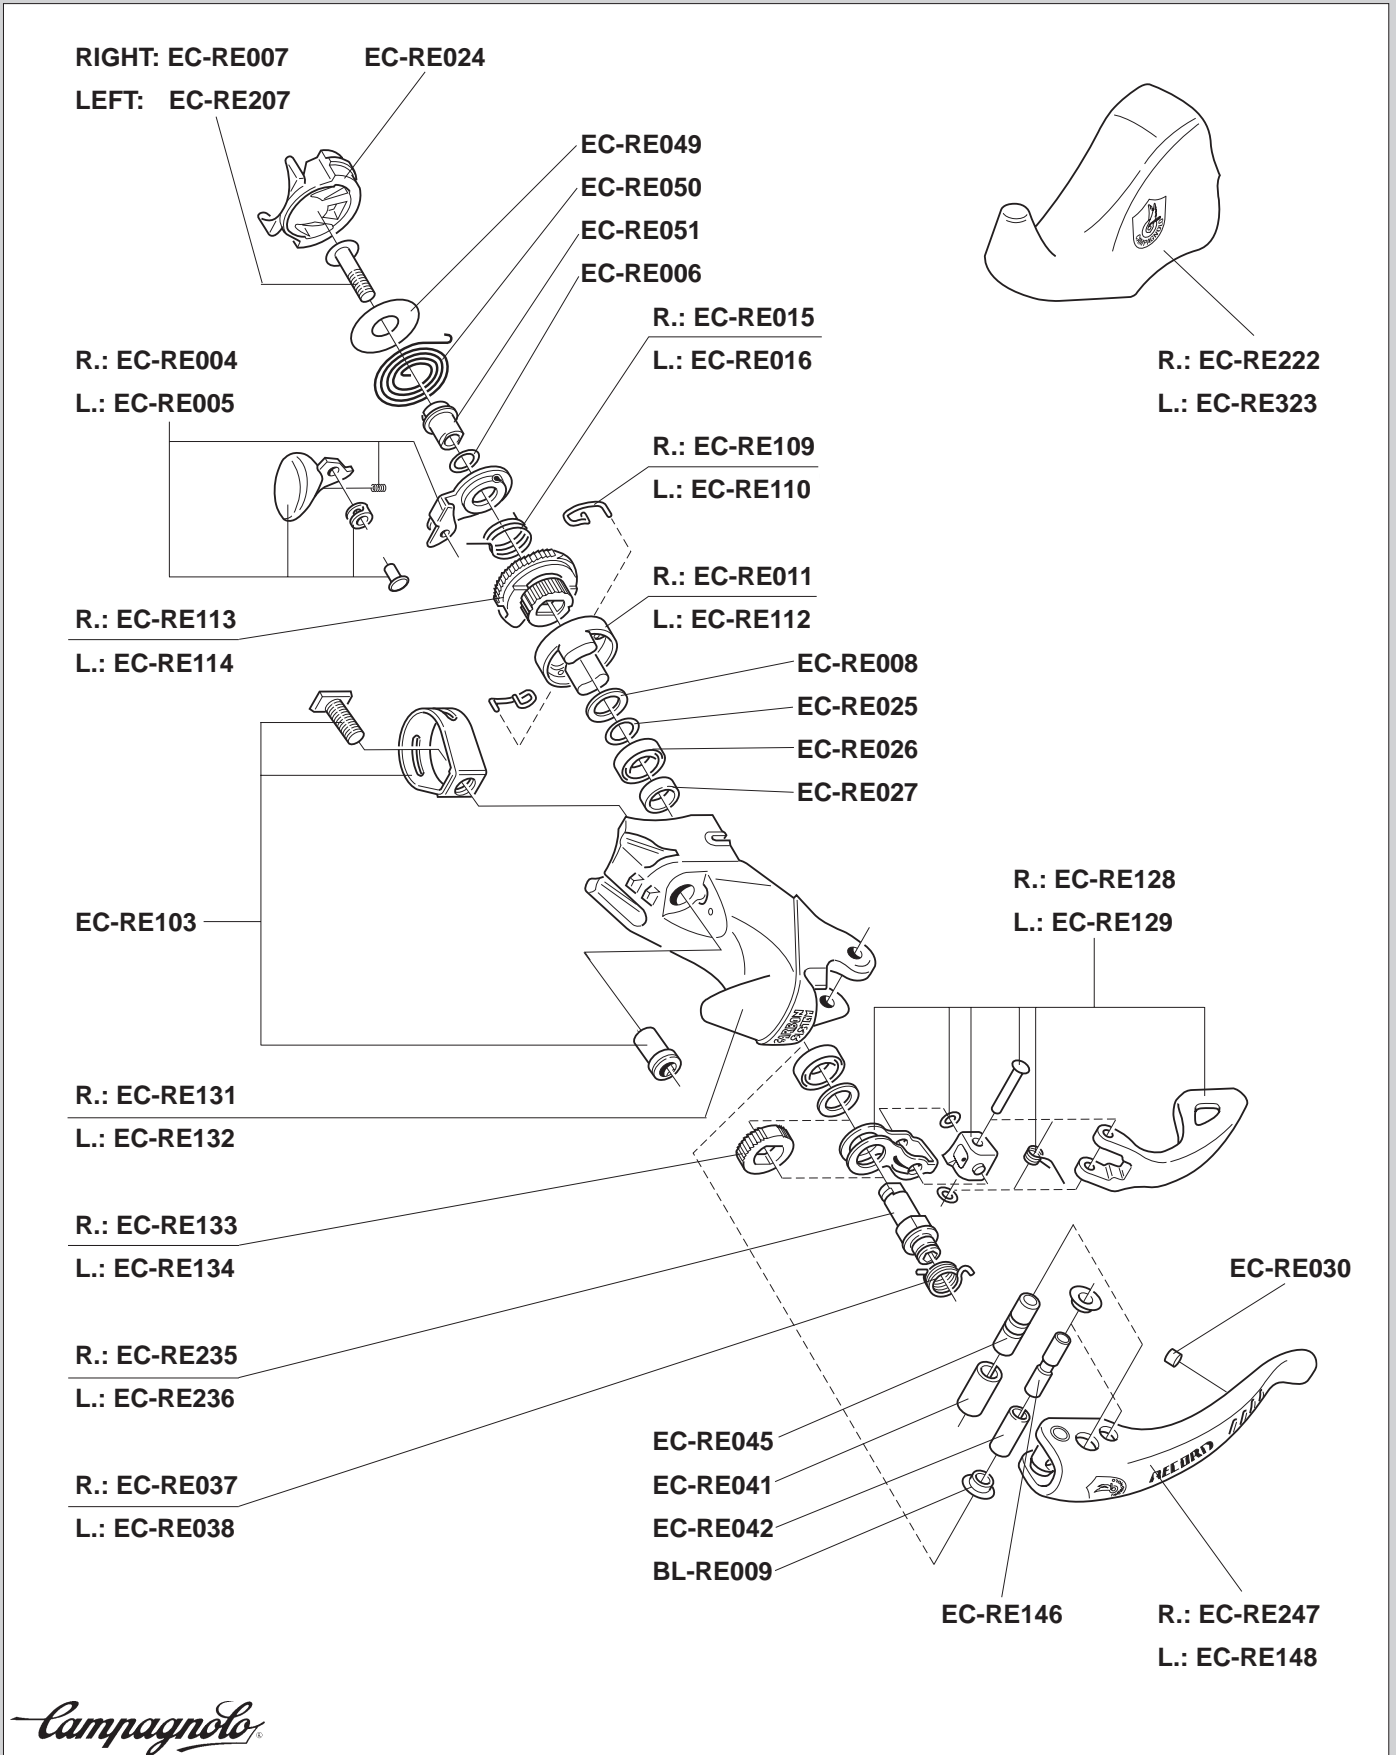 RIGHT: EC-RE007
LEFT: EC-RE207
EC-RE024
EC-RE049
EC-RE050
EC-RE051
EC-RE006
R.: EC-RE015
L.: EC-RE016
R.: EC-RE004
L.: EC-RE005
CAMPAGNOLO
R.: EC-RE222
L.: EC-RE323
R.: EC-RE109
L.: EC-RE110
R.: EC-RE011
L.: EC-RE112
R.: EC-RE113
L.: EC-RE114
EC-RE008
EC-RE025
EC-RE026
EC-RE027
EC-RE103
R.: EC-RE128
L.: EC-RE129
R.: EC-RE131
L.: EC-RE132
R.: EC-RE133
L.: EC-RE134
EC-RE030
R.: EC-RE235
L.: EC-RE236
EC-RE045
EC-RE041
EC-RE042
BL-RE009
RECORD
R.: EC-RE037
L.: EC-RE038
EC-RE146
R.: EC-RE247
L.: EC-RE148
Campagnolo